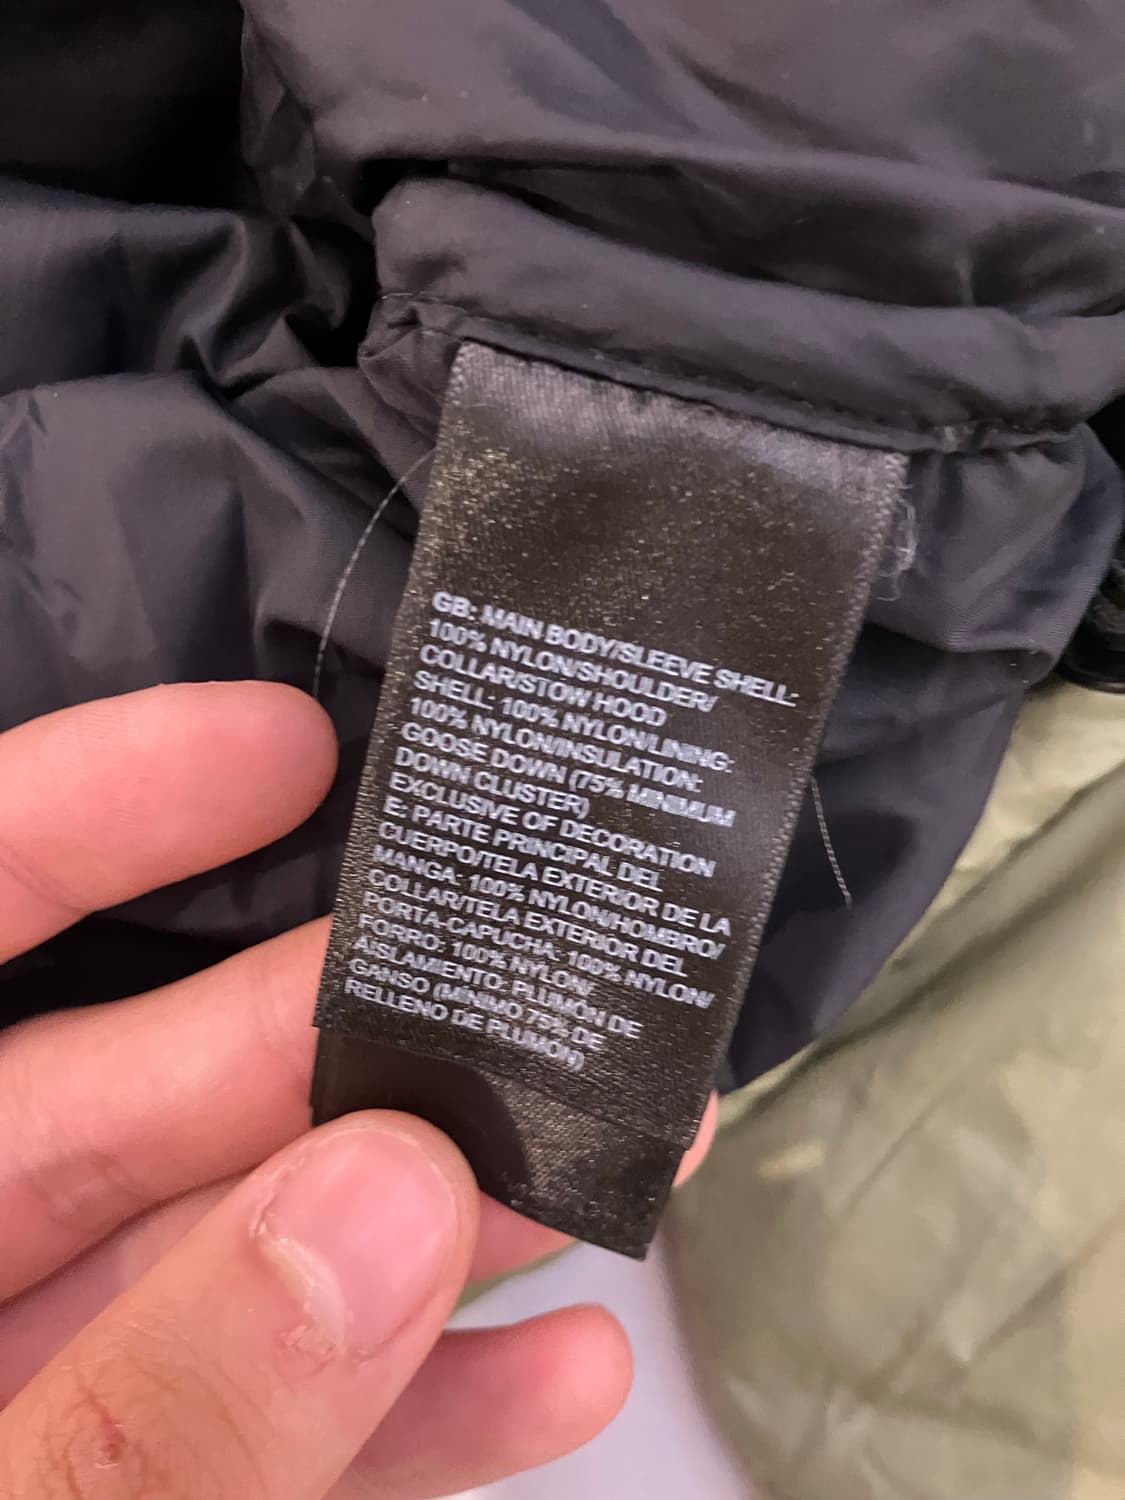 GB: MAIN BODY/SLEEVE SHELL:
100% NYLON/SHOULDER/
COLLAR/STOW HOOD
SHELL: 100% NYLON/LINING:
100% NYLON/INSULATION:
GOOSE DOWN (75% MINIMUM
DOWN CLUSTER)
EXCLUSIVE OF DECORATION
E: PARTE PRINCIPAL DEL
CUERPO/TELA EXTERIOR DE LA
MANGA: 100% NYLON/HOMBRO/
COLLAR/TELA EXTERIOR DEL
PORTA-CAPUCHA: 100% NYLON/
FORRO: 100% NYLON/
AISLAMIENTO: PLUMÓN DE
GANSO (MÍNIMO 75% DE
RELLENO DE PLUMÓN)